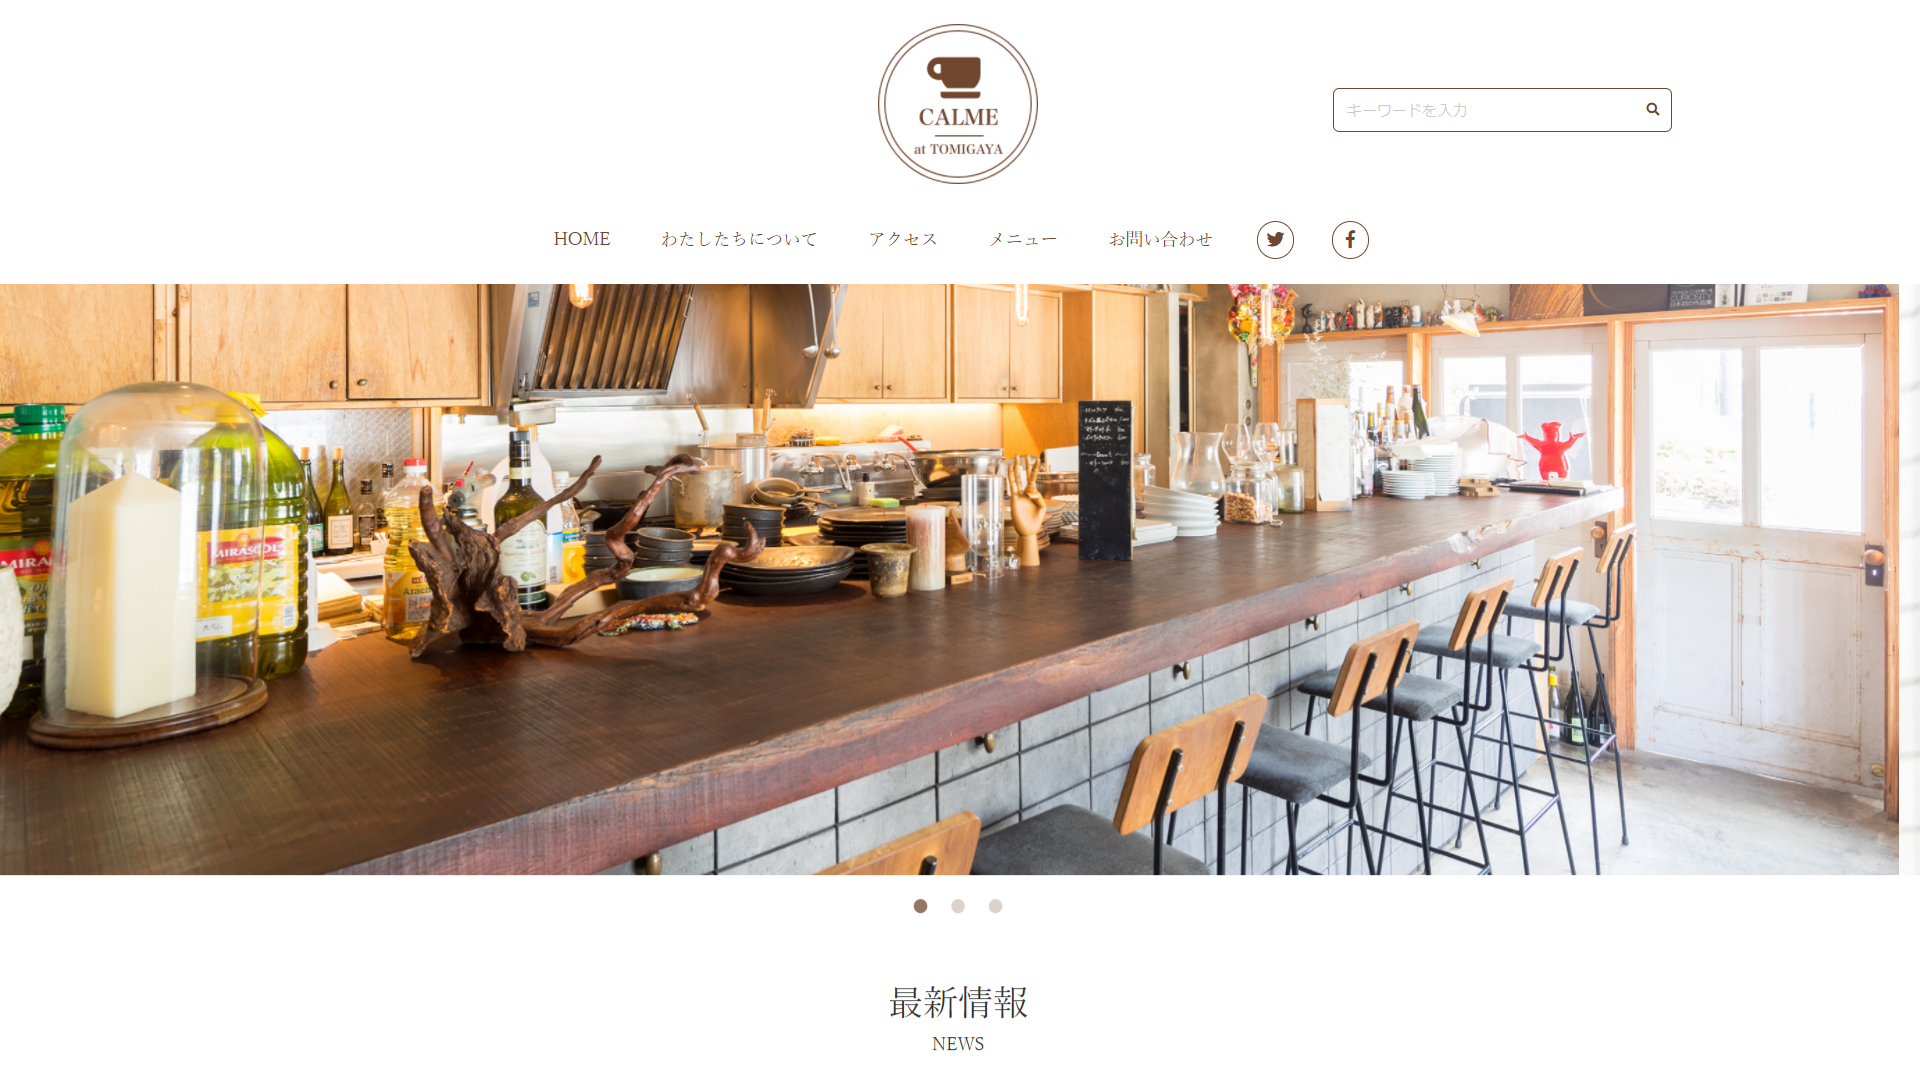 CALME
at TOMIGAYA
キーワードを入力
HOME
わたしたちについて
アクセス
メニュー
お問い合わせ
MIRASOL
最新情報
NEWS